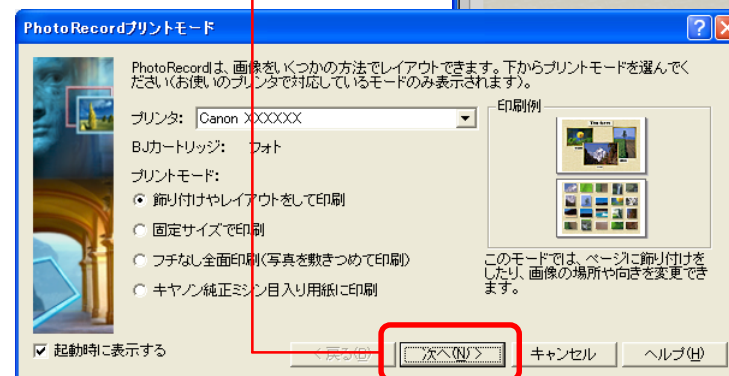 PhotoRecordプリントモード
PhotoRecordは、画像をいくつかの方法でレイアウトできます。下からプリントモードを選んでく
ださい(お使いのプリンタで対応しているモードのみ表示されます)。
プリンタ: Canon XXXXXX
BJカートリッジ: フォト
プリントモード:
飾り付けやレイアウトをして印刷
固定サイズで印刷
フチなし全面印刷(写真を敷きつめて印刷)
キヤノン純正ミシン目入り用紙に印刷
印刷例
このモードでは、ページに飾り付けを
したり、画像の場所や向きを変更でき
ます。
起動時に表示する
< 戻る(B)
次へ(N) >
キャンセル
ヘルプ(H)